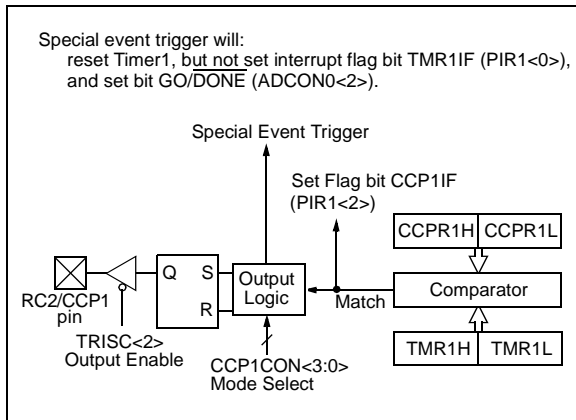 Special event trigger will:
reset Timer1, but not set interrupt flag bit TMR1IF (PIR1<0>),
and set bit GO/DONE (ADCON0<2>).
Special Event Trigger
Set Flag bit CCP1IF
(PIR1<2>)
CCPR1H CCPR1L
Q S Output
R Logic
Match
Comparator
RC2/CCP1
pin
TRISC<2>
Output Enable
TMR1H TMR1L
CCP1CON<3:0>
Mode Select